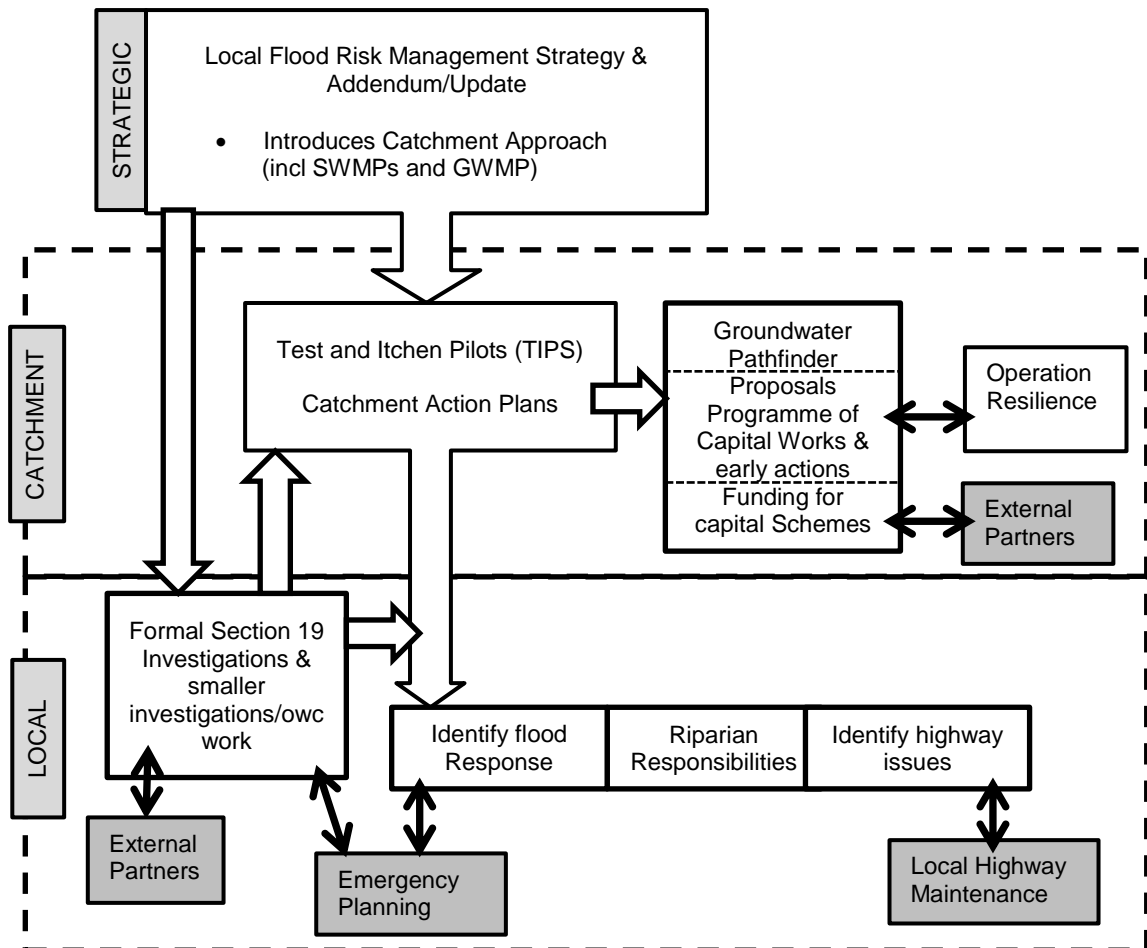 STRATEGIC
Local Flood Risk Management Strategy &
Addendum/Update
• Introduces Catchment Approach
(incl SWMPs and GWMP)
CATCHMENT
Test and Itchen Pilots (TIPS)
Catchment Action Plans
Groundwater
Pathfinder
Proposals
Programme of
Capital Works &
early actions
Funding for
capital Schemes
Operation
Resilience
External
Partners
LOCAL
Formal Section 19
Investigations &
smaller
investigations/owc
work
Identify flood
Response
Riparian
Responsibilities
Identify highway
issues
External
Partners
Emergency
Planning
Local Highway
Maintenance